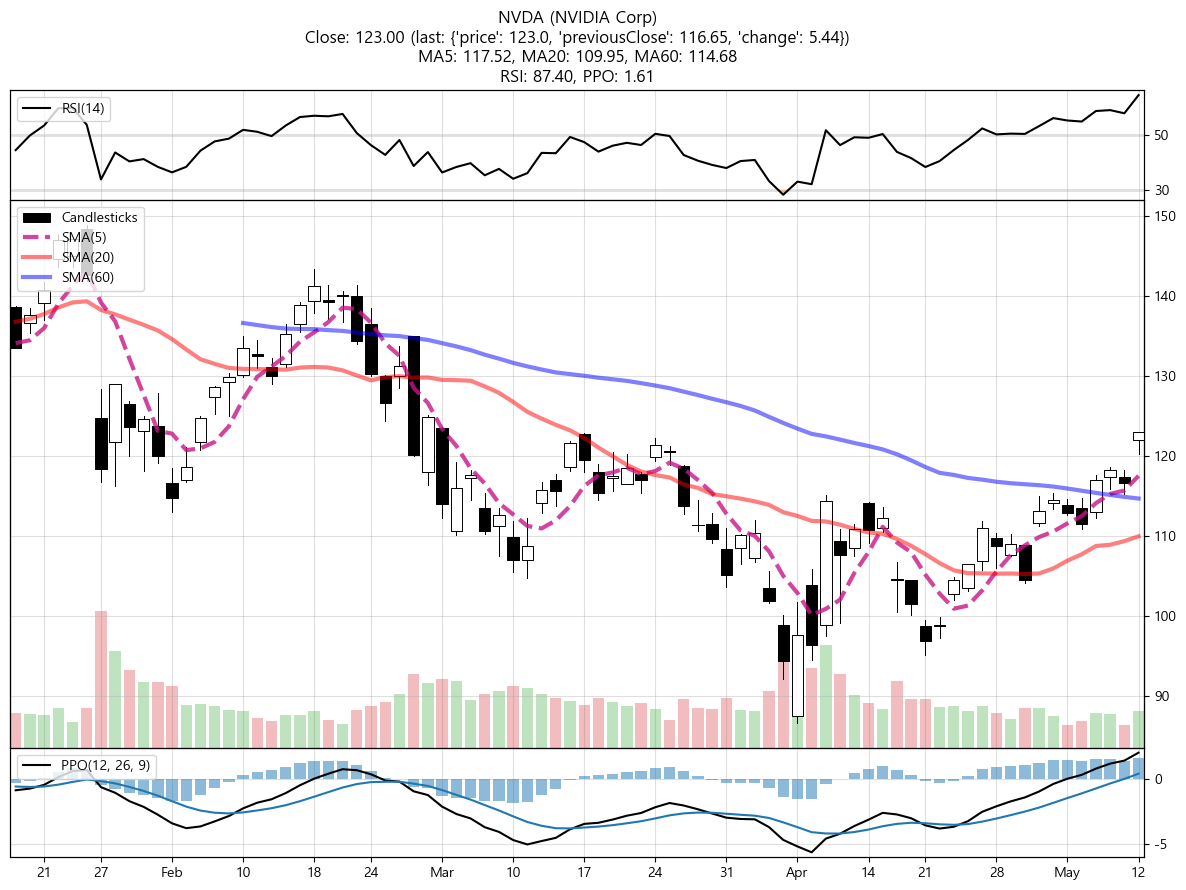 NVDA (NVIDIA Corp)
Close: 123.00 (last: {'price': 123.0, 'previousClose': 116.65, 'change': 5.44})
MA5: 117.52, MA20: 109.95, MA60: 114.68
RSI: 87.40, PPO: 1.61
RSI(14)
50
30
Candlesticks
SMA(5)
SMA(20)
SMA(60)
150
140
130
120
110
100
90
PPO(12, 26, 9)
0
-5
21 27 Feb 10 18 24 Mar 10 17 24 Apr 14 21 28 May 12